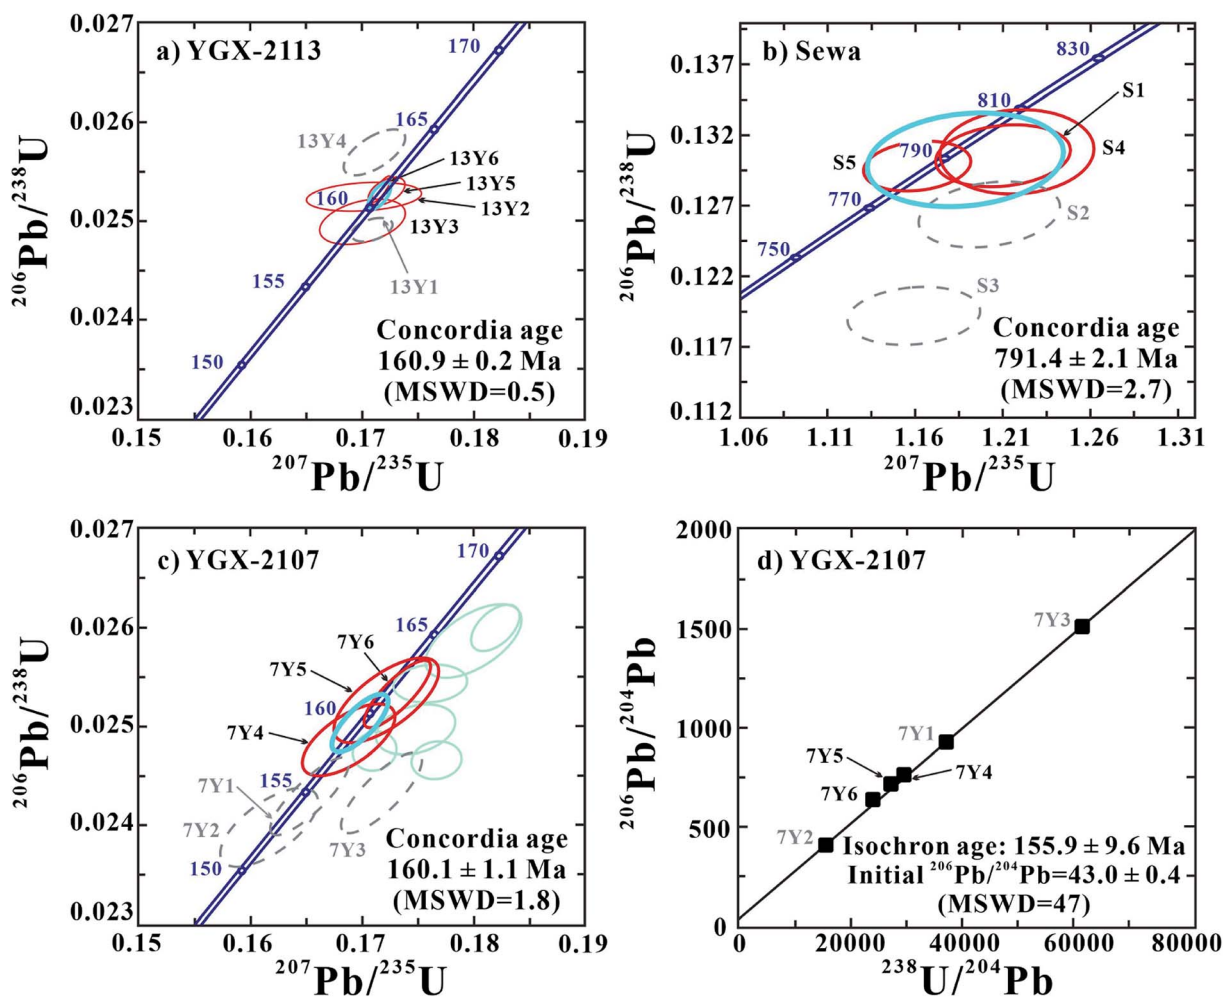 a) YGX-2113
0.027
0.026
0.025
0.024
0.023
²⁰⁶Pb/²³⁸U
170
165
160
155
150
13Y4
13Y6
13Y5
13Y2
13Y3
13Y1
Concordia age
160.9 ± 0.2 Ma
(MSWD=0.5)
0.15 0.16 0.17 0.18 0.19
²⁰⁷Pb/²³⁵U
b) Sewa
0.137
0.132
0.127
0.122
0.117
0.112
²⁰⁶Pb/²³⁸U
830
810
790
770
750
S1
S4
S5
S2
S3
Concordia age
791.4 ± 2.1 Ma
(MSWD=2.7)
1.06 1.11 1.16 1.21 1.26 1.31
²⁰⁷Pb/²³⁵U
c) YGX-2107
0.027
0.026
0.025
0.024
0.023
²⁰⁶Pb/²³⁸U
170
165
160
155
150
7Y6
7Y5
7Y4
7Y1
7Y2
7Y3
Concordia age
160.1 ± 1.1 Ma
(MSWD=1.8)
0.15 0.16 0.17 0.18 0.19
²⁰⁷Pb/²³⁵U
d) YGX-2107
2000
1500
1000
500
0
²⁰⁶Pb/²⁰⁴Pb
7Y3
7Y1
7Y5
7Y4
7Y6
7Y2
Isochron age: 155.9 ± 9.6 Ma
Initial ²⁰⁶Pb/²⁰⁴Pb=43.0 ± 0.4
(MSWD=47)
0 20000 40000 60000 80000
²³⁸U/²⁰⁴Pb